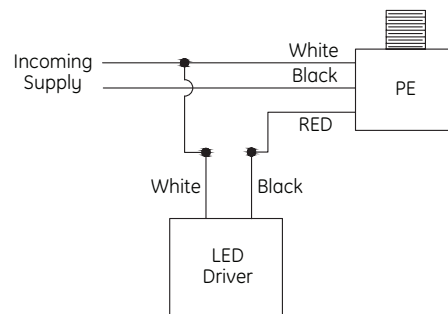 White
Incoming
Supply
Black
PE
RED
White
Black
LED
Driver